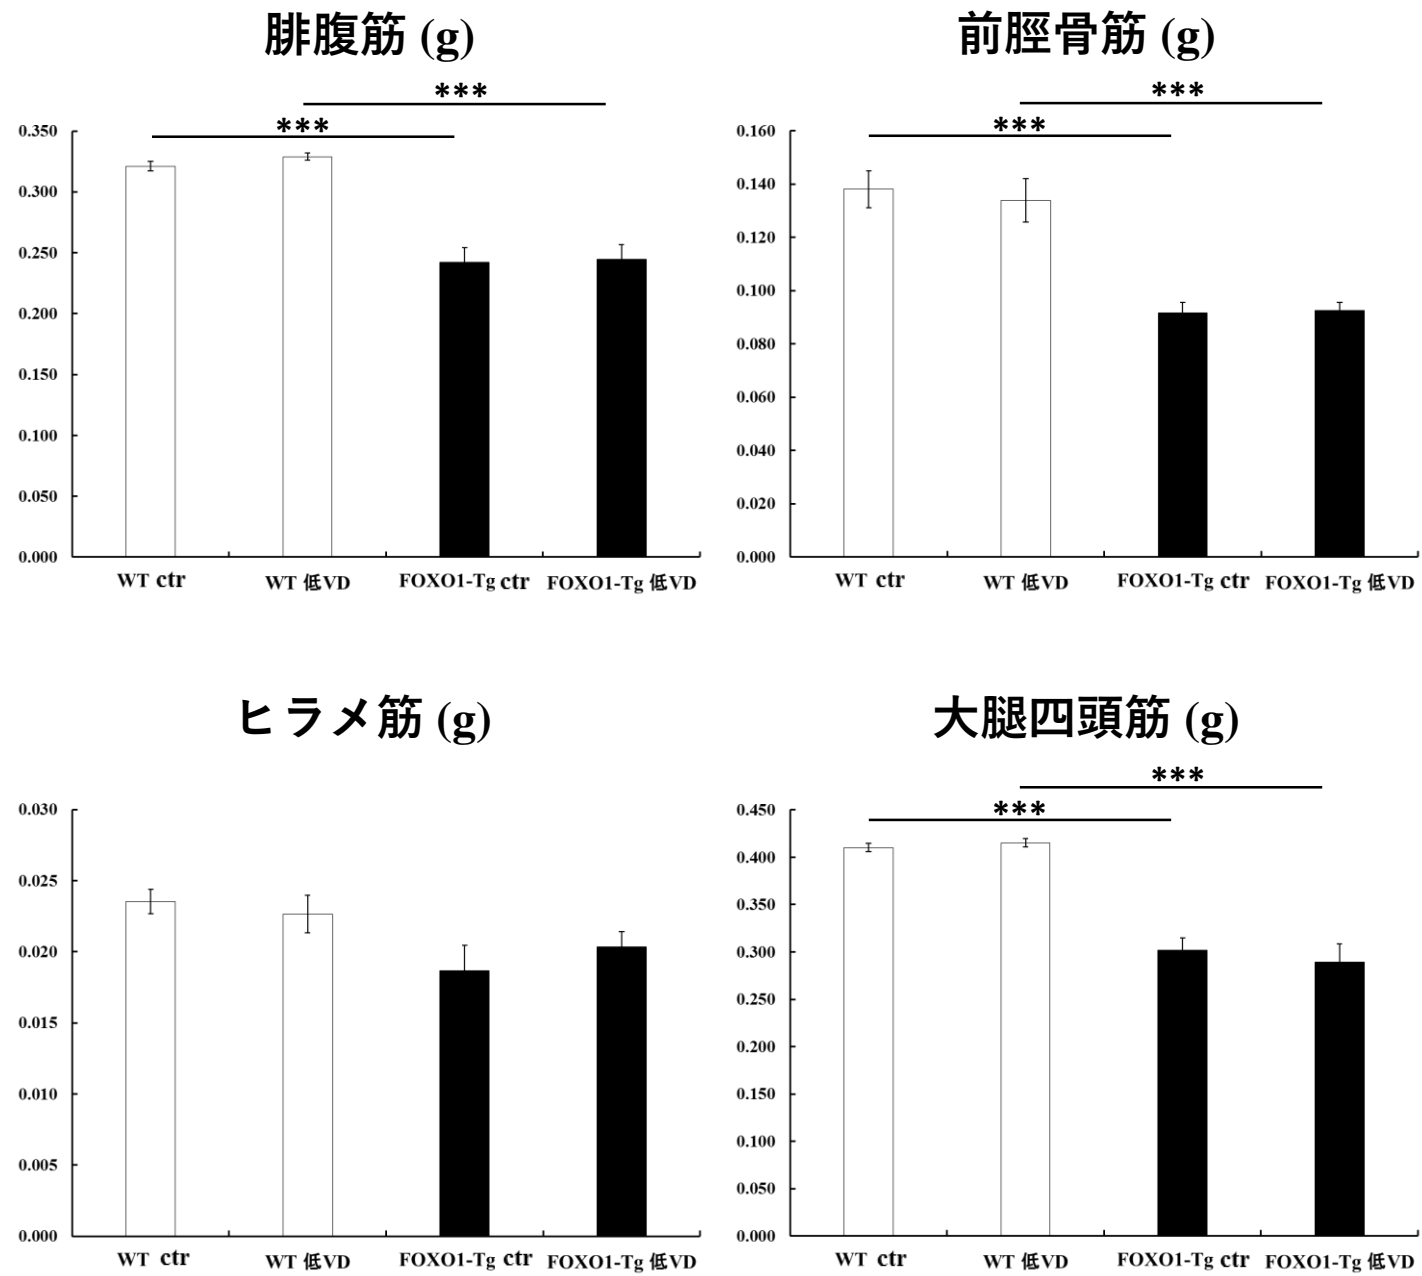 腓腹筋 (g)
***
***
0.350
0.300
0.250
0.200
0.150
0.100
0.050
0.000
WT ctr
WT 低VD
FOXO1-Tg ctr
FOXO1-Tg 低VD
前脛骨筋 (g)
***
***
0.160
0.140
0.120
0.100
0.080
0.060
0.040
0.020
0.000
WT ctr
WT 低VD
FOXO1-Tg ctr
FOXO1-Tg 低VD
ヒラメ筋 (g)
0.030
0.025
0.020
0.015
0.010
0.005
0.000
WT ctr
WT 低VD
FOXO1-Tg ctr
FOXO1-Tg 低VD
大腿四頭筋 (g)
***
***
0.450
0.400
0.350
0.300
0.250
0.200
0.150
0.100
0.050
0.000
WT ctr
WT 低VD
FOXO1-Tg ctr
FOXO1-Tg 低VD